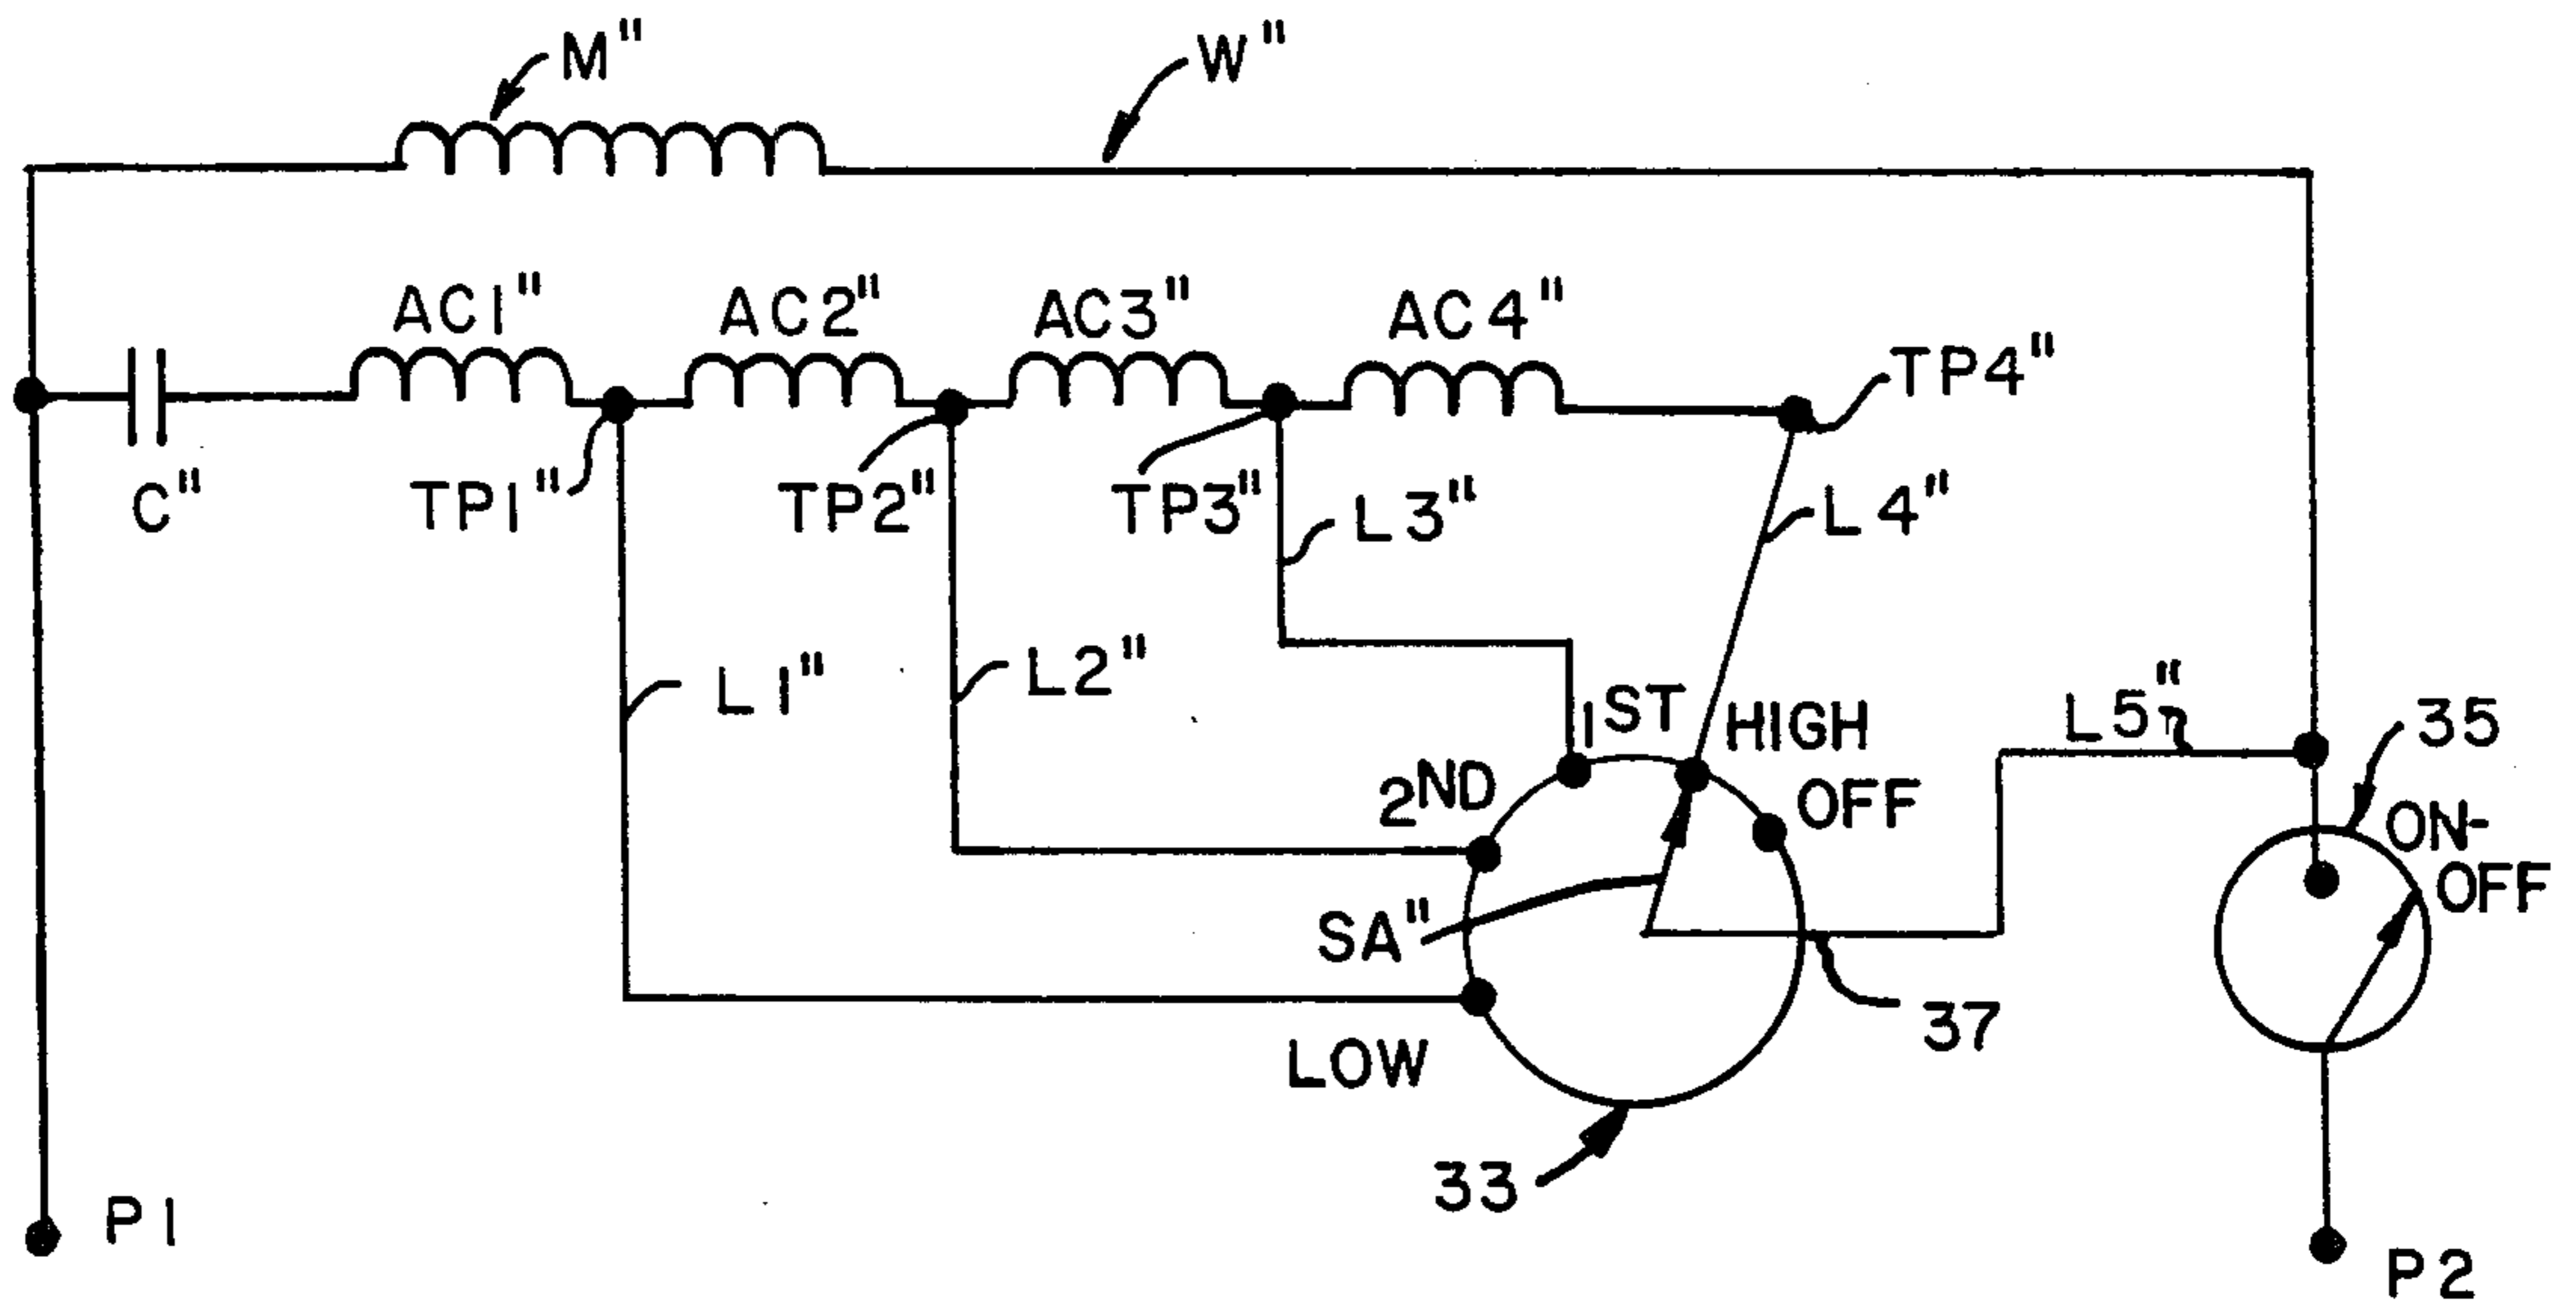 M"
W"
AC1"
AC2"
AC3"
AC4"
TP4"
C"
TP1"
TP2"
TP3"
L3"
L4"
L1"
L2"
1ST
HIGH
L5"
35
2ND
OFF
ON-
OFF
SA"
37
LOW
33
P1
P2